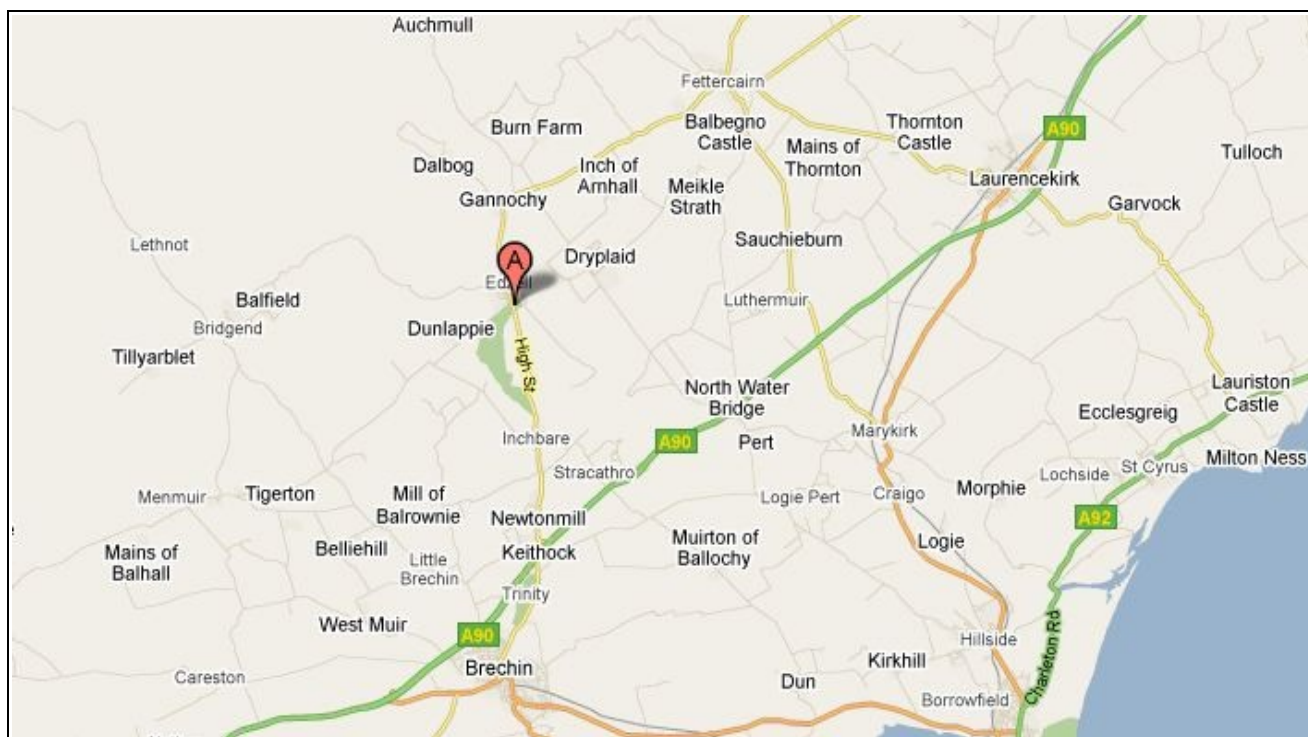 Auchmull
Fettercairn
Burn Farm
Balbegno
Castle
Thornton
Castle
A90
Mains of
Thornton
Tulloch
Dalbog
Inch of
Arnhall
Meikle
Strath
Laurencekirk
Gannochy
Garvock
Lethnot
Sauchieburn
Dryplaid
A
Balfield
Luthermuir
Bridgend
Dunlappie
Tillyarblet
High St
North Water
Bridge
Lauriston
Castle
Ecclesgreig
Inchbare
A90
Pert
Marykirk
Stracathro
Lochside
St Cyrus
Milton Ness
Menmuir
Tigerton
Mill of
Balrownie
Logie Pert
Craigo
Morphie
Newtonmill
A92
Mains of
Balhall
Belliehill
Little
Brechin
Keithock
Muirton of
Ballochy
Logie
Trinity
West Muir
A90
Hillside
Charleton Rd
Brechin
Kirkhill
Careston
Dun
Borrowfield